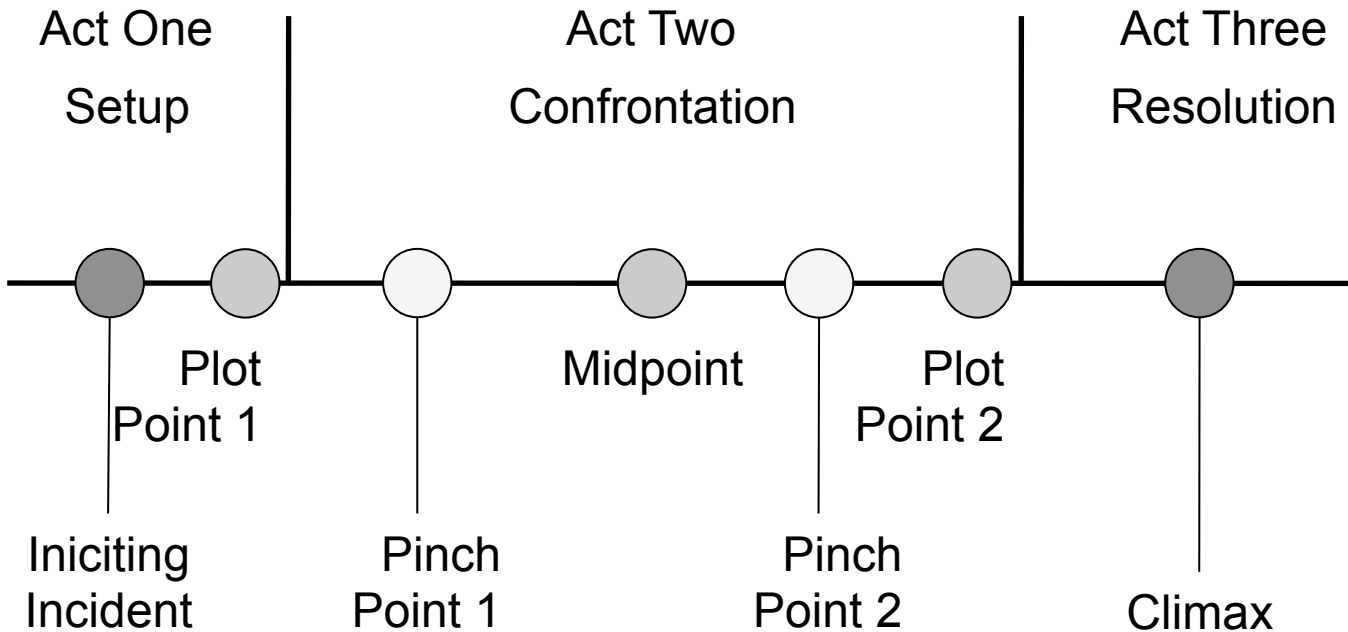 Act One
Setup
Act Two
Confrontation
Act Three
Resolution
Plot
Point 1
Midpoint
Plot
Point 2
Iniciting
Incident
Pinch
Point 1
Pinch
Point 2
Climax